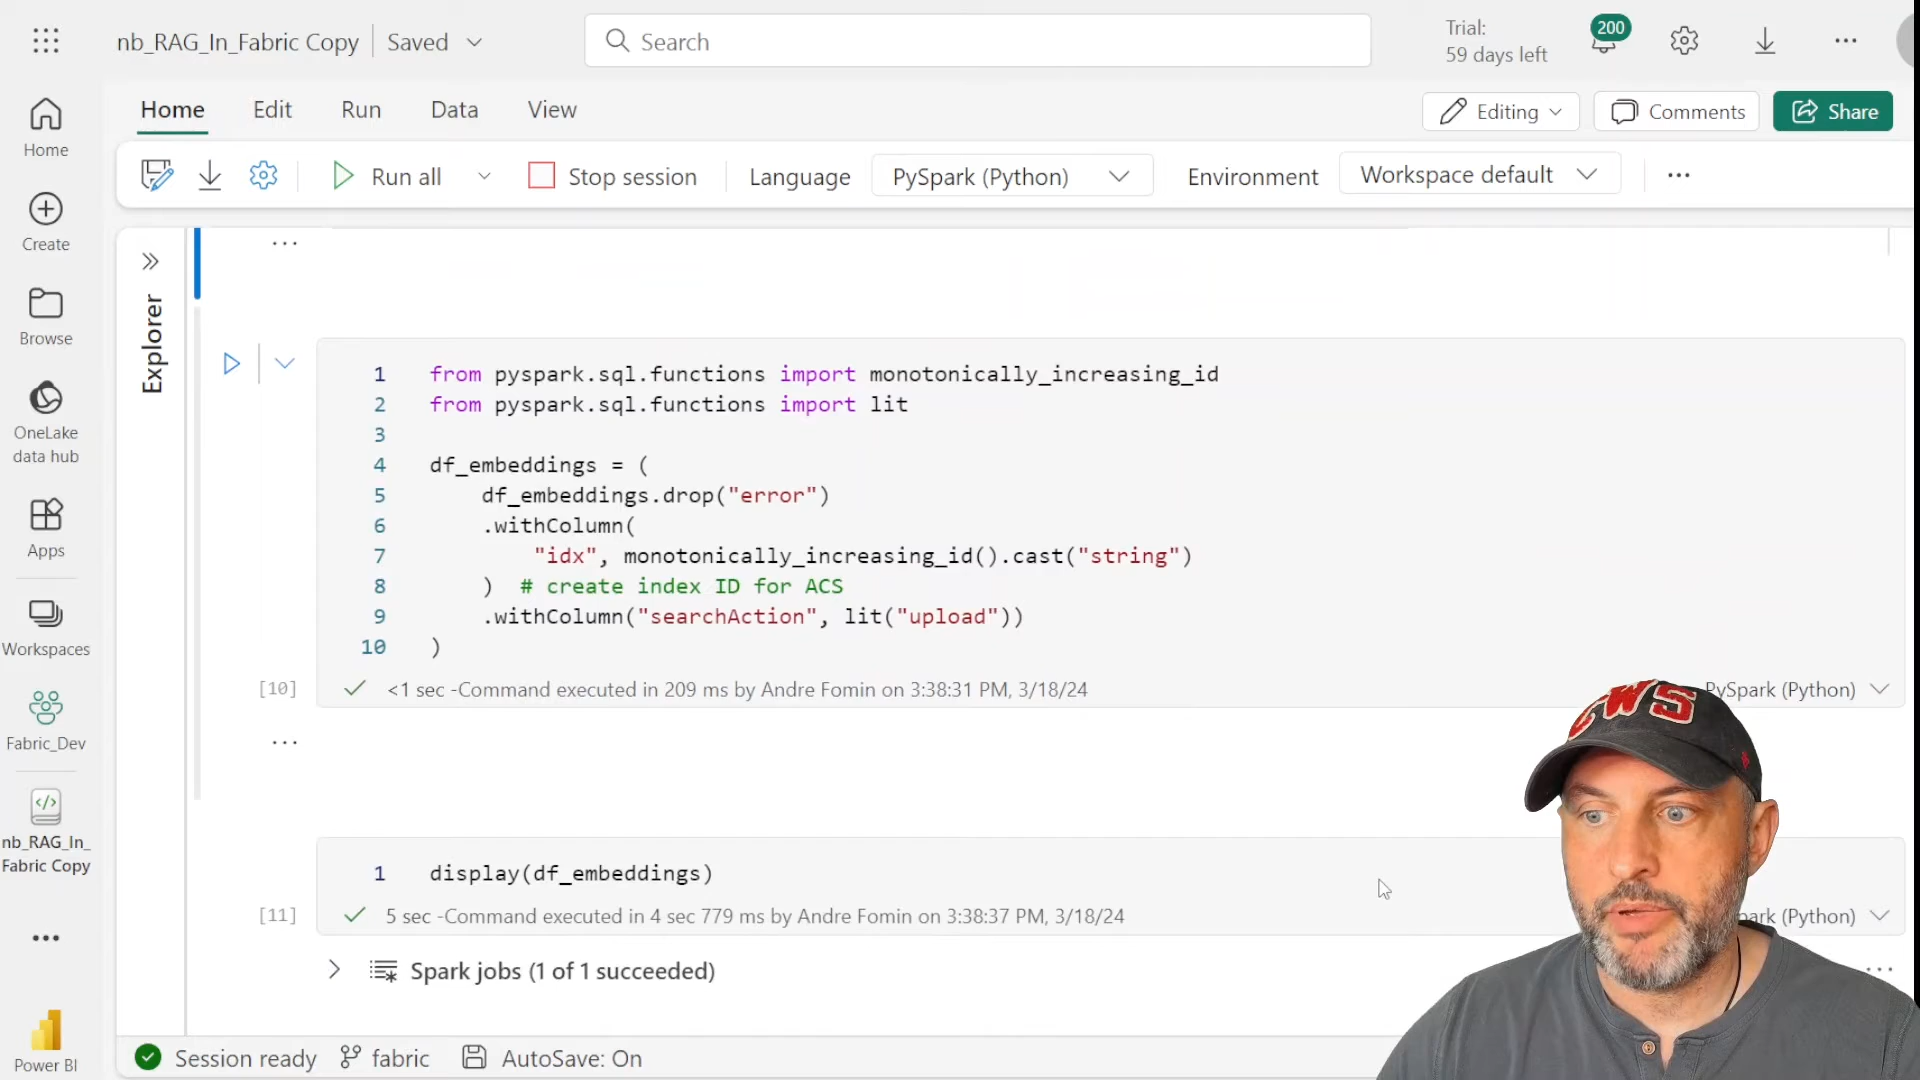 nb_RAG_In_Fabric Copy
Saved
Search
Trial:
59 days left
200
Home
Edit
Run
Data
View
Editing
Comments
Share
Run all
Stop session
Language
PySpark (Python)
Environment
Workspace default
Home
Create
Browse
OneLake
data hub
Apps
Workspaces
Fabric_Dev
nb_RAG_In_
Fabric Copy
Power BI
Explorer
1 from pyspark.sql.functions import monotonically_increasing_id
2 from pyspark.sql.functions import lit
3
4 df_embeddings = (
5 df_embeddings.drop("error")
6 .withColumn(
7 "idx", monotonically_increasing_id().cast("string")
8 ) # create index ID for ACS
9 .withColumn("searchAction", lit("upload"))
10 )
[10]
<1 sec -Command executed in 209 ms by Andre Fomin on 3:38:31 PM, 3/18/24
PySpark (Python)
1 display(df_embeddings)
[11]
5 sec -Command executed in 4 sec 779 ms by Andre Fomin on 3:38:37 PM, 3/18/24
park (Python)
Spark jobs (1 of 1 succeeded)
Session ready
fabric
AutoSave: On
CWS